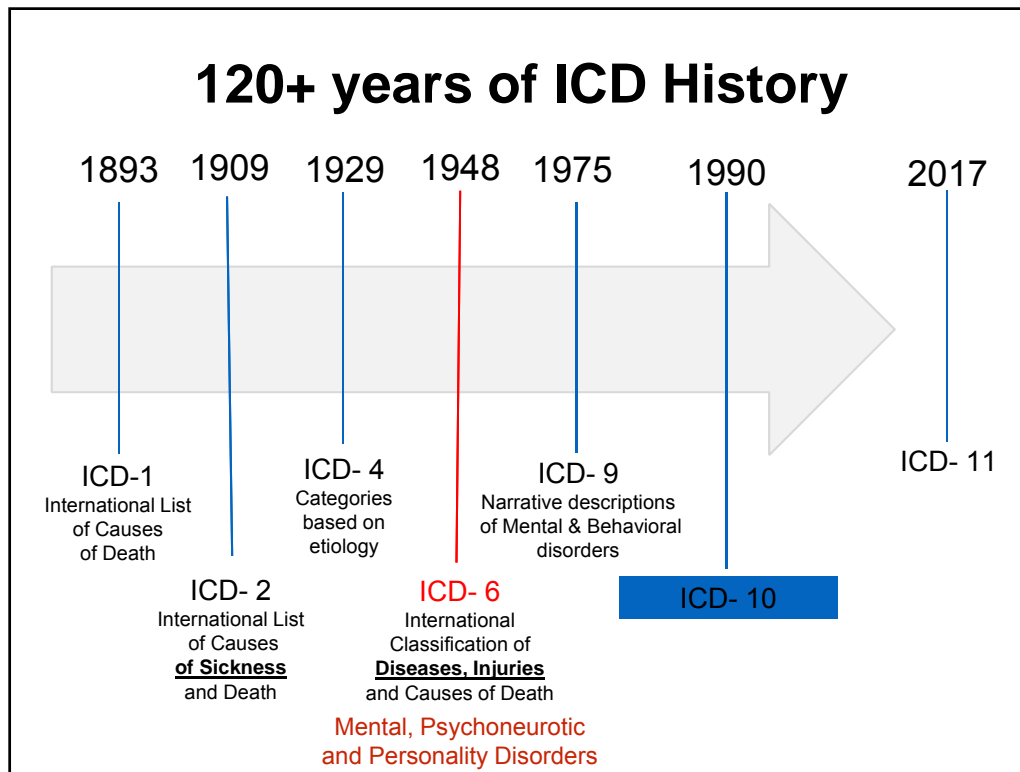 120+ years of ICD History
1893
1909
1929
1948
1975
1990
2017
ICD-1
International List
of Causes
of Death
ICD- 2
International List
of Causes
of Sickness
and Death
ICD- 4
Categories
based on
etiology
ICD- 6
International
Classification of
Diseases, Injuries
and Causes of Death
Mental, Psychoneurotic
and Personality Disorders
ICD- 9
Narrative descriptions
of Mental & Behavioral
disorders
ICD- 10
ICD- 11